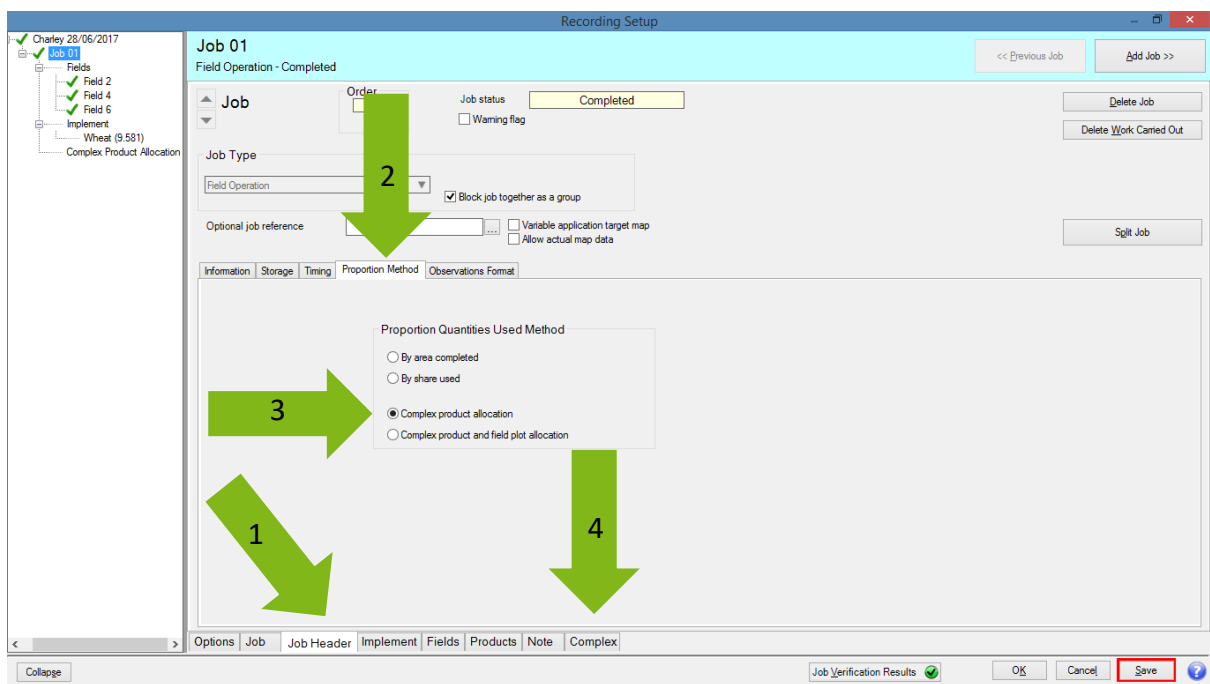 Recording Setup
Charley 28/06/2017
Job 01
Fields
Field 2
Field 4
Field 6
Implement
Wheat (9.581)
Complex Product Allocation
Job 01
Field Operation - Completed
<< Previous Job
Add Job >>
Job
Order
Job status
Completed
Warning flag
Delete Job
Delete Work Carried Out
Job Type
Field Operation
Block job together as a group
2
Optional job reference
...
Variable application target map
Allow actual map data
Split Job
Information
Storage
Timing
Proportion Method
Observations Format
Proportion Quantities Used Method
By area completed
By share used
Complex product allocation
Complex product and field plot allocation
3
1
4
Options
Job
Job Header
Implement
Fields
Products
Note
Complex
Collapse
Job Verification Results
OK
Cancel
Save
?